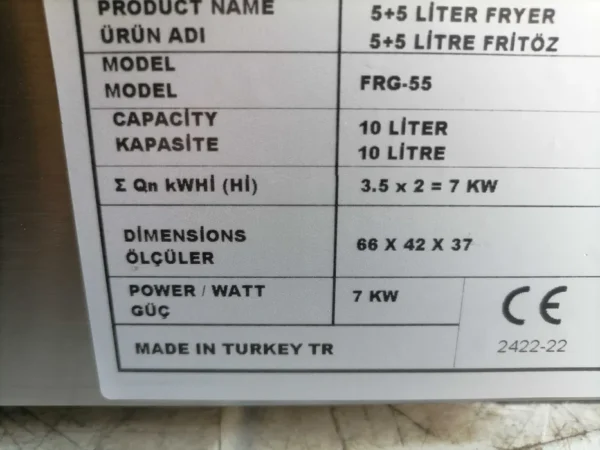 PRODUCT NAME
ÜRÜN ADI
5+5 LİTER FRYER
5+5 LİTRE FRİTÖZ
MODEL
MODEL
FRG-55
CAPACİTY
KAPASİTE
10 LİTER
10 LİTRE
Σ Qn kWHİ (Hİ)
3.5 x 2 = 7 KW
DİMENSİONS
ÖLÇÜLER
66 X 42 X 37
POWER / WATT
GÜÇ
7 KW
CE
2422-22
MADE IN TURKEY TR